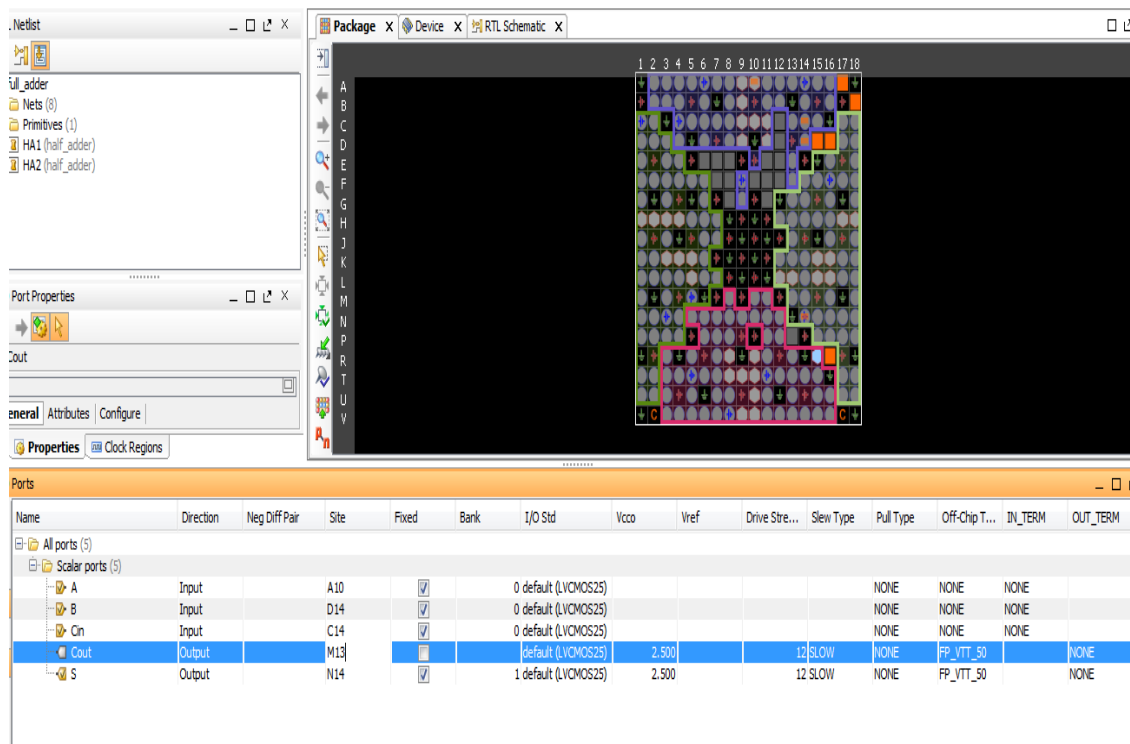 . Netlist
Package X Device X RTL Schematic X
full_adder
Nets (8)
Primitives (1)
HA1 (half_adder)
HA2 (half_adder)
1 2 3 4 5 6 7 8 9 10 11 12 13 14 15 16 17 18
A
B
C
D
E
F
G
H
J
K
L
M
N
P
R
T
U
V
C C
Port Properties
Cout
eneral Attributes Configure
Properties Clock Regions
Ports
Name Direction Neg Diff Pair Site Fixed Bank I/O Std Vcco Vref Drive Stre... Slew Type Pull Type Off-Chip T... IN_TERM OUT_TERM
All ports (5)
Scalar ports (5)
A Input A10 0 default (LVCMOS25) NONE NONE NONE
B Input D14 0 default (LVCMOS25) NONE NONE NONE
Cin Input C14 0 default (LVCMOS25) NONE NONE NONE
Cout Output M13 default (LVCMOS25) 2.500 12 SLOW NONE FP_VTT_50 NONE
S Output N14 1 default (LVCMOS25) 2.500 12 SLOW NONE FP_VTT_50 NONE